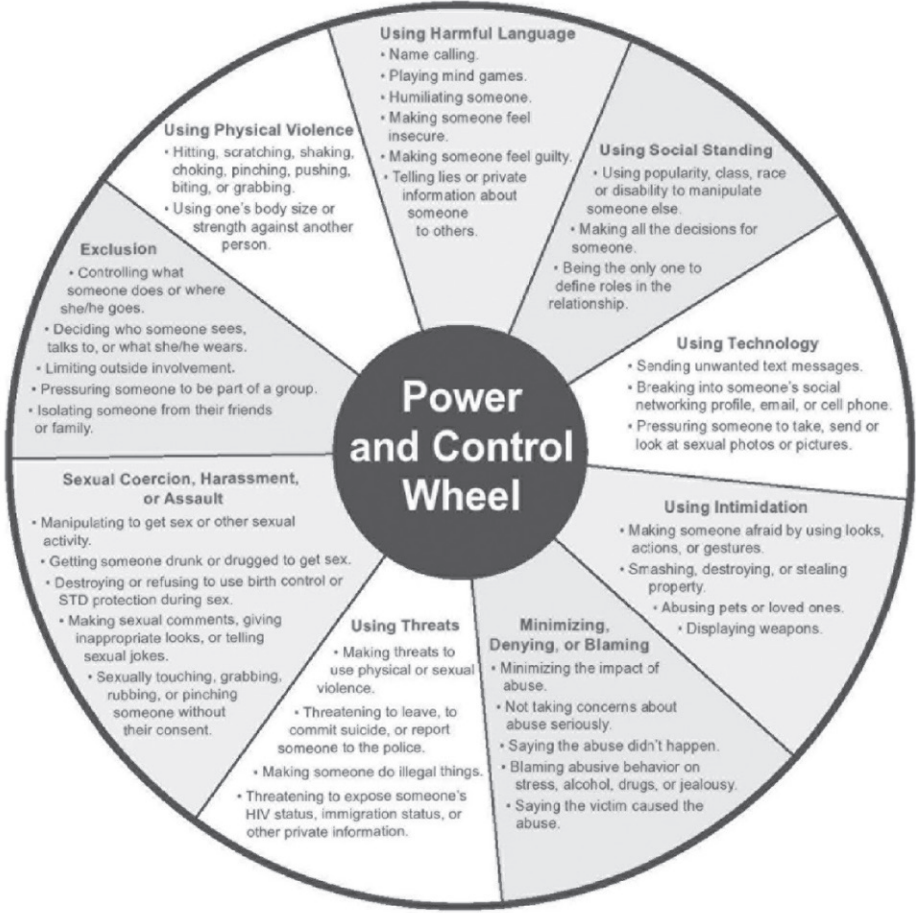 Power
and Control
Wheel
Using Harmful Language
• Name calling.
• Playing mind games.
• Humiliating someone.
• Making someone feel
insecure.
• Making someone feel guilty.
• Telling lies or private
information about
someone
to others.
Using Social Standing
• Using popularity, class, race
or disability to manipulate
someone else.
• Making all the decisions for
someone.
• Being the only one to
define roles in the
relationship.
Using Technology
• Sending unwanted text messages.
• Breaking into someone's social
networking profile, email, or cell phone.
• Pressuring someone to take, send or
look at sexual photos or pictures.
Using Intimidation
• Making someone afraid by using looks,
actions, or gestures.
• Smashing, destroying, or stealing
property.
• Abusing pets or loved ones.
• Displaying weapons.
Minimizing,
Denying, or Blaming
• Minimizing the impact of
abuse.
• Not taking concerns about
abuse seriously.
• Saying the abuse didn't happen.
• Blaming abusive behavior on
stress, alcohol, drugs, or jealousy.
• Saying the victim caused the
abuse.
Using Threats
• Making threats to
use physical or sexual
violence.
• Threatening to leave, to
commit suicide, or report
someone to the police.
• Making someone do illegal things.
• Threatening to expose someone's
HIV status, immigration status, or
other private information.
Sexual Coercion, Harassment,
or Assault
• Manipulating to get sex or other sexual
activity.
• Getting someone drunk or drugged to get sex.
• Destroying or refusing to use birth control or
STD protection during sex.
• Making sexual comments, giving
inappropriate looks, or telling
sexual jokes.
• Sexually touching, grabbing,
rubbing, or pinching
someone without
their consent.
Exclusion
• Controlling what
someone does or where
she/he goes.
• Deciding who someone sees,
talks to, or what she/he wears.
• Limiting outside involvement.
• Pressuring someone to be part of a group.
• Isolating someone from their friends
or family.
Using Physical Violence
• Hitting, scratching, shaking,
choking, pinching, pushing,
biting, or grabbing.
• Using one's body size or
strength against another
person.